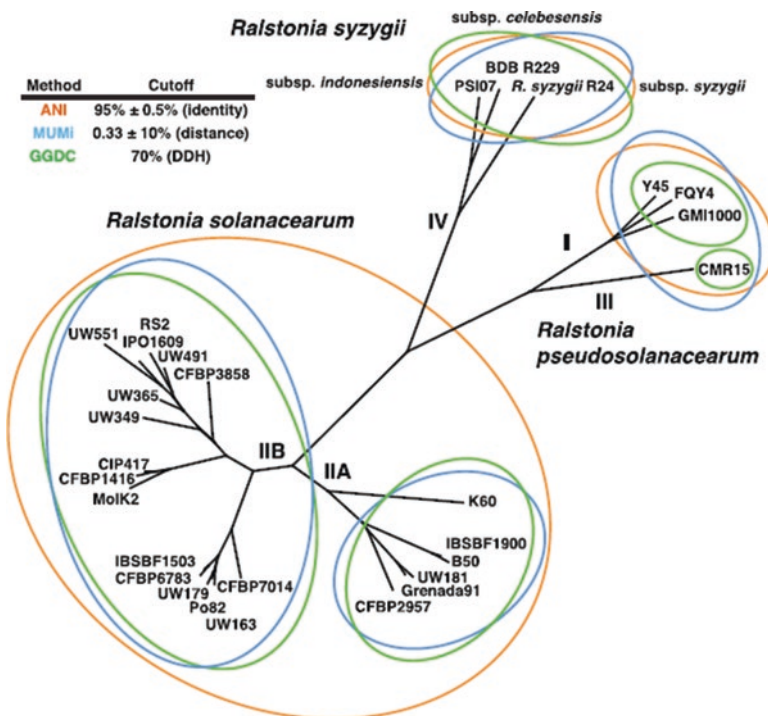 subsp. celebesensis
Ralstonia syzygii
subsp. indonesiensis
BDB R229
PSI07
R. syzygii R24
subsp. syzygii
Method Cutoff
ANI 95% ± 0.5% (identity)
MUMi 0.33 ± 10% (distance)
GGDC 70% (DDH)
Y45
FQY4
GMI1000
CMR15
IV
I
III
Ralstonia
pseudosolanacearum
Ralstonia solanacearum
RS2
UW551
IPO1609
UW491
CFBP3858
UW365
UW349
CIP417
CFBP1416
MolK2
IIB
IIA
K60
IBSBF1900
B50
UW181
Grenada91
CFBP2957
IBSBF1503
CFBP6783
CFBP7014
UW179
Po82
UW163